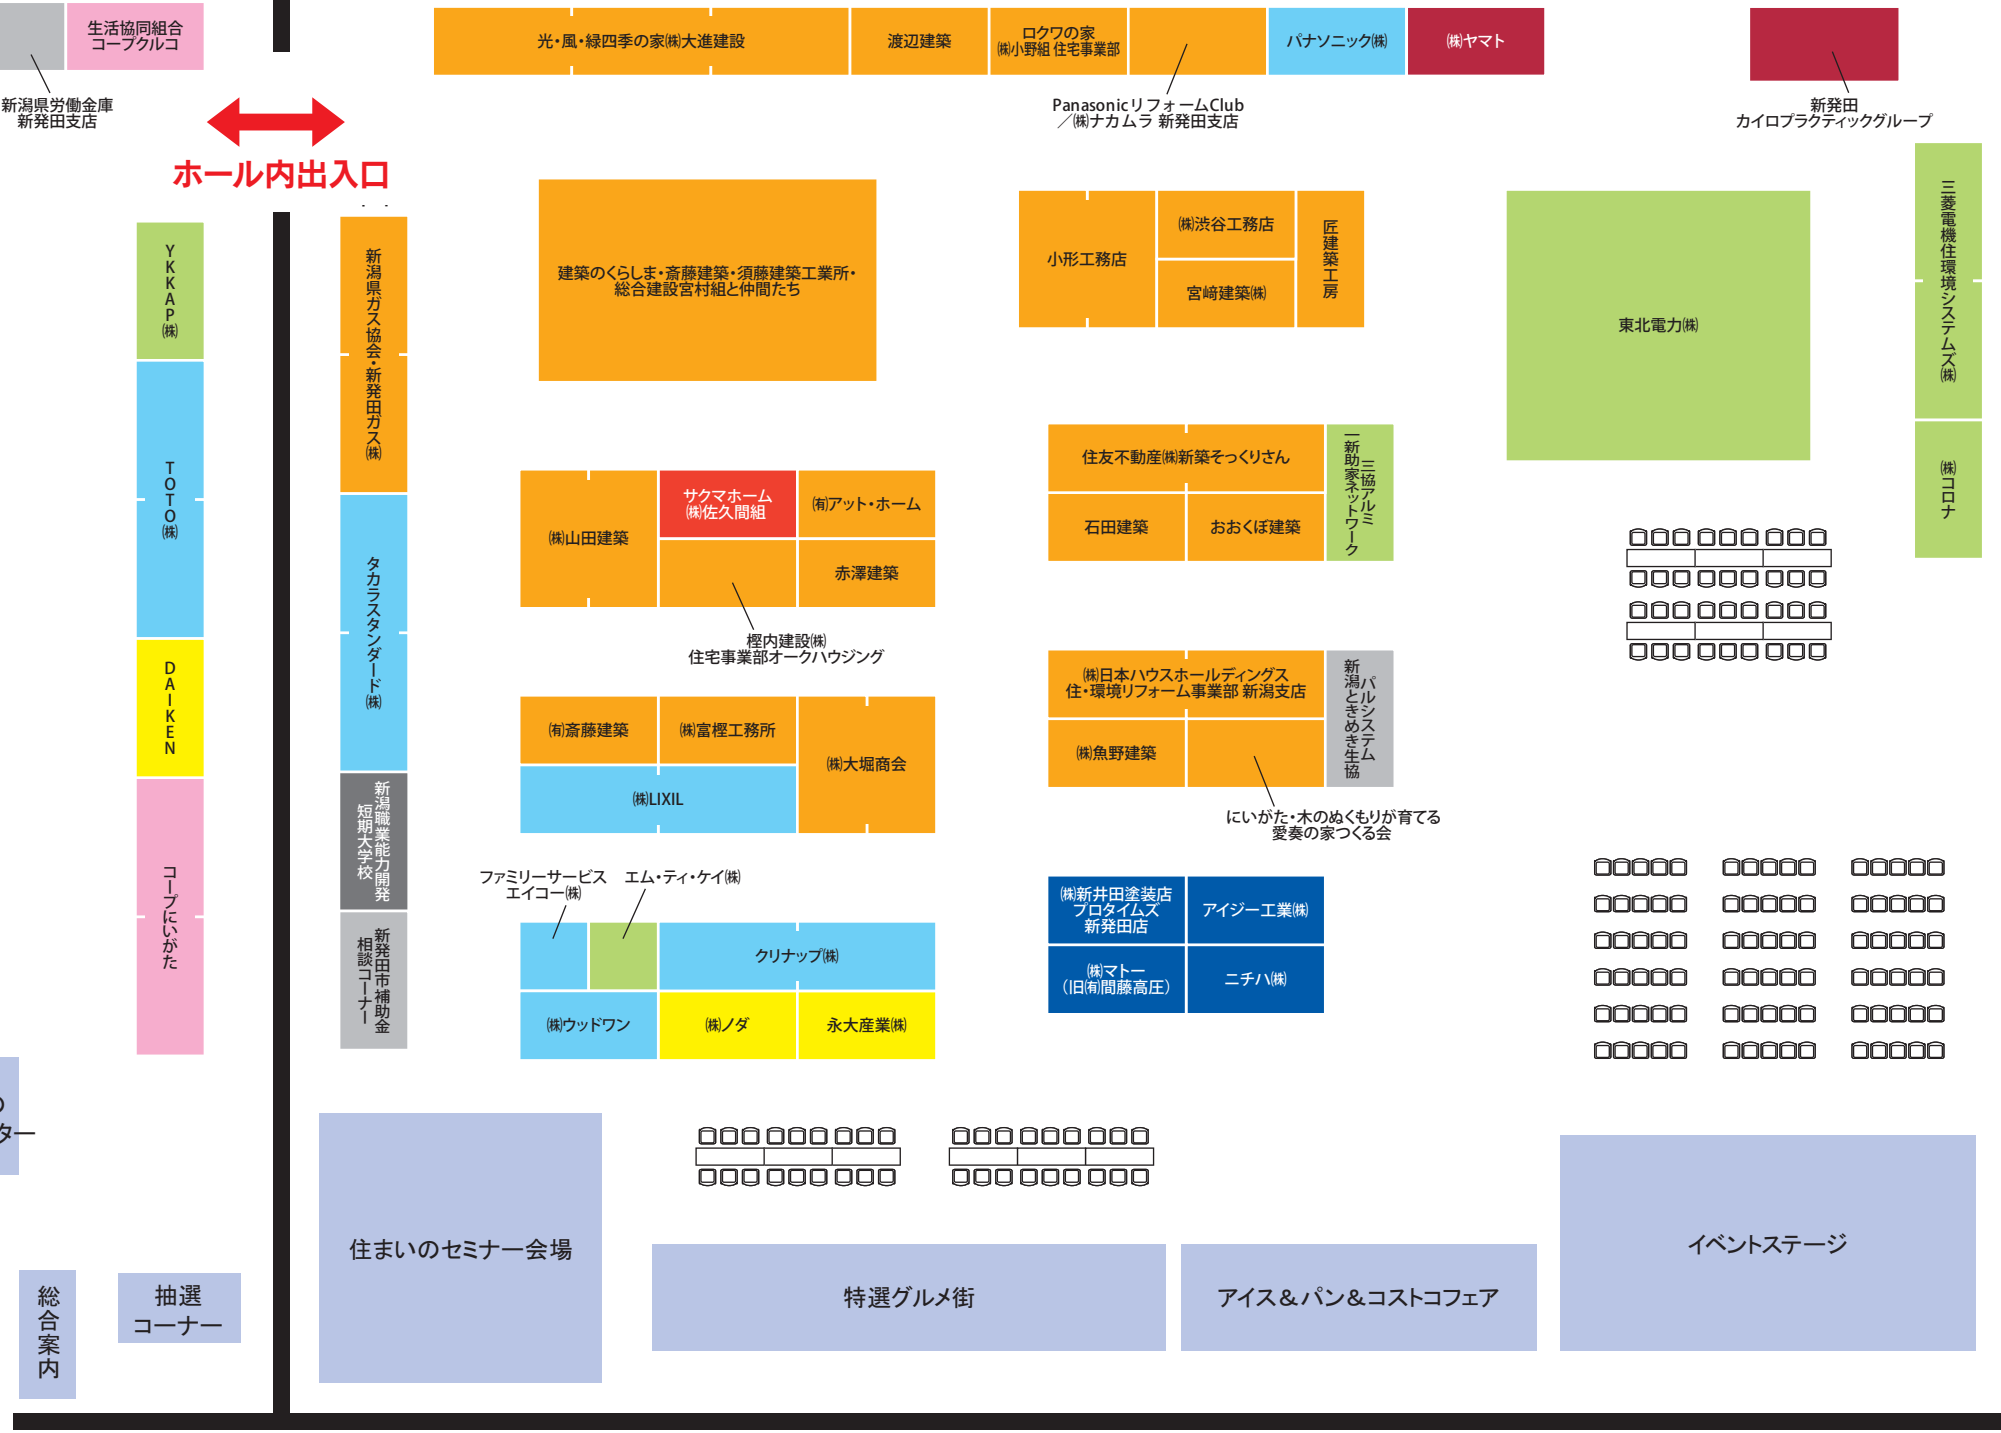 生活協同組合
コープクルコ
新潟県労働金庫
新発田支店
光・風・緑四季の家㈱大進建設
渡辺建築
ロクワの家
㈱小野組 住宅事業部
パナソニック㈱
㈱ヤマト
PanasonicリフォームClub
／㈱ナカムラ 新発田支店
新発田
カイロプラクティックグループ
ホール内出入口
YKKAP㈱
TOTO㈱
DAIKEN
コープにいがた
新潟県ガス協会・新発田ガス㈱
タカラスタンダード㈱
新潟職業能力開発
短期大学校
新発田市補助金
相談コーナー
建築のくらしま・斎藤建築・須藤建築工業所・
総合建設宮村組と仲間たち
小形工務店
㈱渋谷工務店
宮﨑建築㈱
匠建築工房
東北電力㈱
三菱電機住環境システムズ㈱
㈱コロナ
㈱山田建築
サクマホーム
㈱佐久間組
㈲アット・ホーム
赤澤建築
樫内建設㈱
住宅事業部オークハウジング
住友不動産㈱新築そっくりさん
石田建築
おおくぼ建築
三協アルミ
一新助家ネットワーク
㈲斎藤建築
㈱富樫工務所
㈱大堀商会
㈱LIXIL
㈱日本ハウスホールディングス
住・環境リフォーム事業部 新潟支店
㈱魚野建築
パルシステム
新潟ときめき生協
にいがた・木のぬくもりが育てる
愛奏の家つくる会
ファミリーサービス
エイコー㈱
エム・ティ・ケイ㈱
クリナップ㈱
㈱ウッドワン
㈱ノダ
永大産業㈱
㈱新井田塗装店
プロタイムズ
新発田店
アイジー工業㈱
㈱マトー
（旧㈲間藤高圧）
ニチハ㈱
の
ター
総合案内
抽選
コーナー
住まいのセミナー会場
特選グルメ街
アイス＆パン＆コストコフェア
イベントステージ